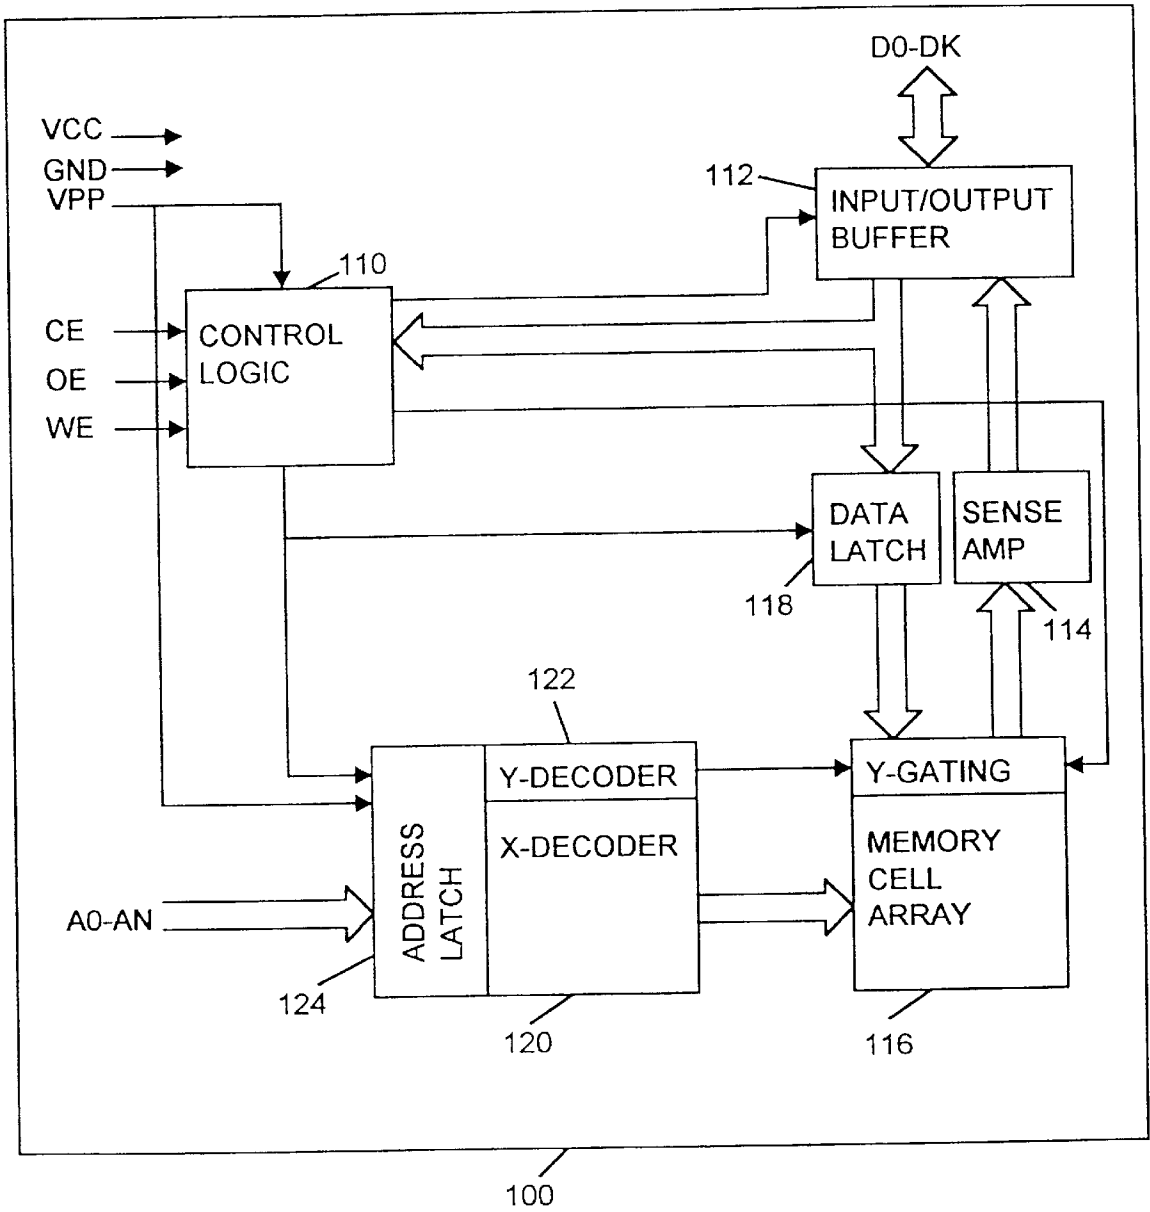 D0-DK
VCC
GND
VPP
112
INPUT/OUTPUT
BUFFER
110
CE
OE
WE
CONTROL
LOGIC
DATA
LATCH
SENSE
AMP
118
114
122
Y-DECODER
Y-GATING
X-DECODER
ADDRESS
LATCH
MEMORY
CELL
ARRAY
A0-AN
124
120
116
100